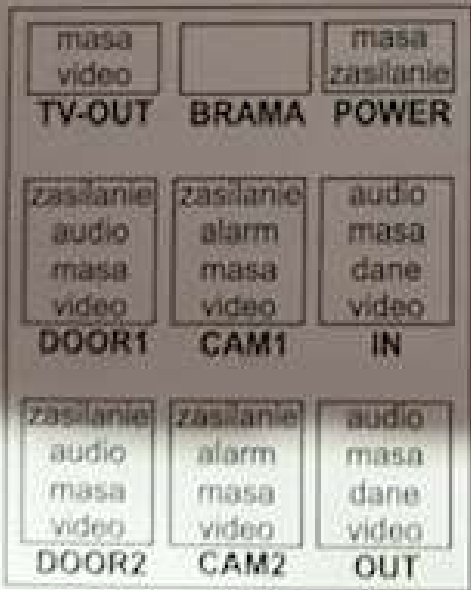 masa
video
TV-OUT
BRAMA
masa
zasilanie
POWER
zasilanie
audio
masa
video
DOOR1
zasilanie
alarm
masa
video
CAM1
audio
masa
dane
video
IN
zasilanie
audio
masa
video
DOOR2
zasilanie
alarm
masa
video
CAM2
audio
masa
dane
video
OUT